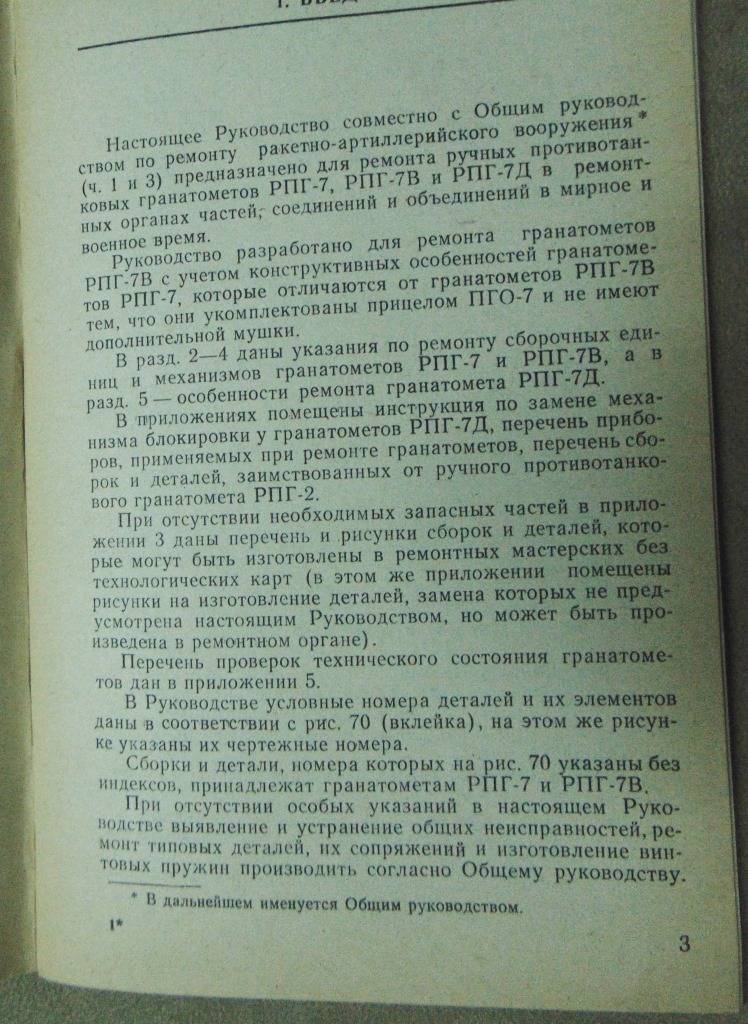 1. ВВЕД
Настоящее Руководство совместно с Общим руковод-
ством по ремонту ракетно-артиллерийского вооружения *
(ч. 1 и 3) предназначено для ремонта ручных противотан-
ковых гранатометов РПГ-7, РПГ-7В и РПГ-7Д в ремонт-
ных органах частей, соединений и объединений в мирное и
военное время.
Руководство разработано для ремонта гранатометов
РПГ-7В с учетом конструктивных особенностей гранатоме-
тов РПГ-7, которые отличаются от гранатометов РПГ-7В
тем, что они укомплектованы прицелом ПГО-7 и не имеют
дополнительной мушки.
В разд. 2—4 даны указания по ремонту сборочных еди-
ниц и механизмов гранатометов РПГ-7 и РПГ-7В, а в
разд. 5 — особенности ремонта гранатомета РПГ-7Д.
В приложениях помещены инструкция по замене меха-
низма блокировки у гранатометов РПГ-7Д, перечень прибо-
ров, применяемых при ремонте гранатометов, перечень сбо-
рок и деталей, заимствованных от ручного противотанко-
вого гранатомета РПГ-2.
При отсутствии необходимых запасных частей в прило-
жении 3 даны перечень и рисунки сборок и деталей, кото-
рые могут быть изготовлены в ремонтных мастерских без
технологических карт (в этом же приложении помещены
рисунки на изготовление деталей, замена которых не пред-
усмотрена настоящим Руководством, но может быть про-
изведена в ремонтном органе).
Перечень проверок технического состояния гранатоме-
тов дан в приложении 5.
В Руководстве условные номера деталей и их элементов
даны в соответствии с рис. 70 (вклейка), на этом же рисун-
ке указаны их чертежные номера.
Сборки и детали, номера которых на рис. 70 указаны без
индексов, принадлежат гранатометам РПГ-7 и РПГ-7В.
При отсутствии особых указаний в настоящем Руко-
водстве выявление и устранение общих неисправностей, ре-
монт типовых деталей, их сопряжений и изготовление вин-
товых пружин производить согласно Общему руководству.
* В дальнейшем именуется Общим руководством.
1*
3